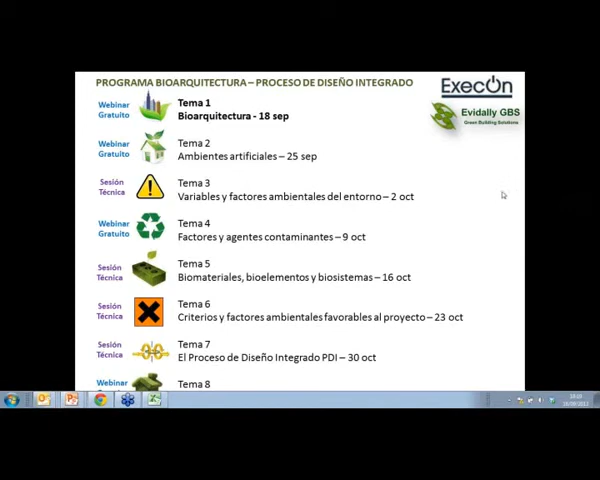 PROGRAMA BIOARQUITECTURA – PROCESO DE DISEÑO INTEGRADO
ExecOn
Evidally GBS
Green Building Solutions
Webinar
Gratuito
Tema 1
Bioarquitectura - 18 sep
Webinar
Gratuito
Tema 2
Ambientes artificiales – 25 sep
Sesión
Técnica
Tema 3
Variables y factores ambientales del entorno – 2 oct
Webinar
Gratuito
Tema 4
Factores y agentes contaminantes – 9 oct
Sesión
Técnica
Tema 5
Biomateriales, bioelementos y biosistemas – 16 oct
Sesión
Técnica
Tema 6
Criterios y factores ambientales favorables al proyecto – 23 oct
Sesión
Técnica
Tema 7
El Proceso de Diseño Integrado PDI – 30 oct
Webinar
Tema 8